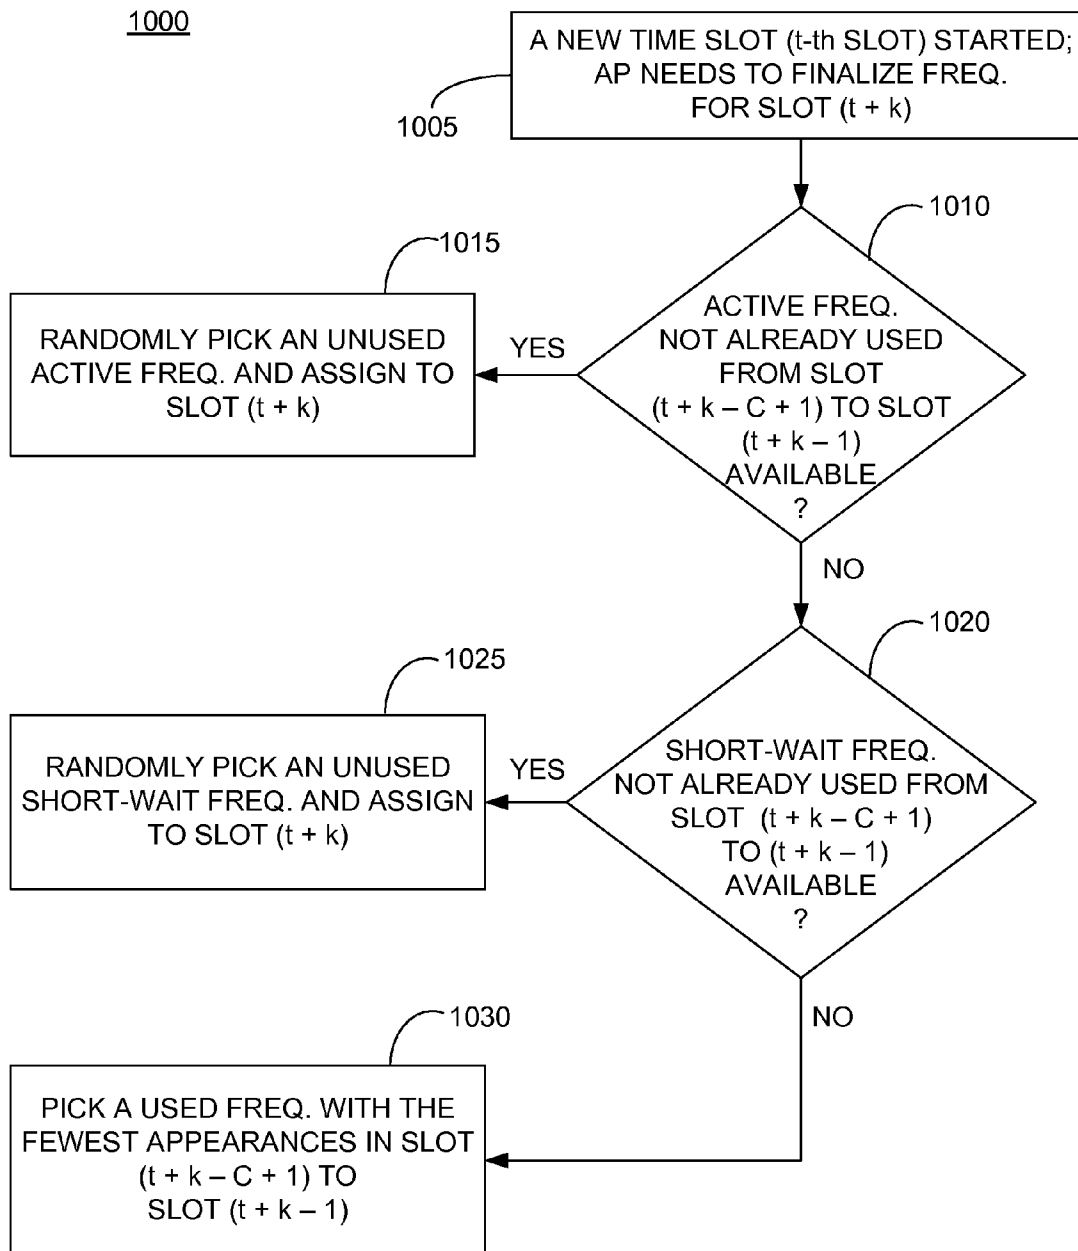 1000
A NEW TIME SLOT (t-th SLOT) STARTED;
AP NEEDS TO FINALIZE FREQ.
FOR SLOT (t + k)
1005
1010
ACTIVE FREQ.
NOT ALREADY USED
FROM SLOT
(t + k – C + 1) TO SLOT
(t + k – 1)
AVAILABLE
?
YES
1015
RANDOMLY PICK AN UNUSED
ACTIVE FREQ. AND ASSIGN TO
SLOT (t + k)
NO
1020
SHORT-WAIT FREQ.
NOT ALREADY USED FROM
SLOT (t + k – C + 1)
TO (t + k – 1)
AVAILABLE
?
YES
1025
RANDOMLY PICK AN UNUSED
SHORT-WAIT FREQ. AND ASSIGN
TO SLOT (t + k)
NO
1030
PICK A USED FREQ. WITH THE
FEWEST APPEARANCES IN SLOT
(t + k – C + 1) TO
SLOT (t + k – 1)